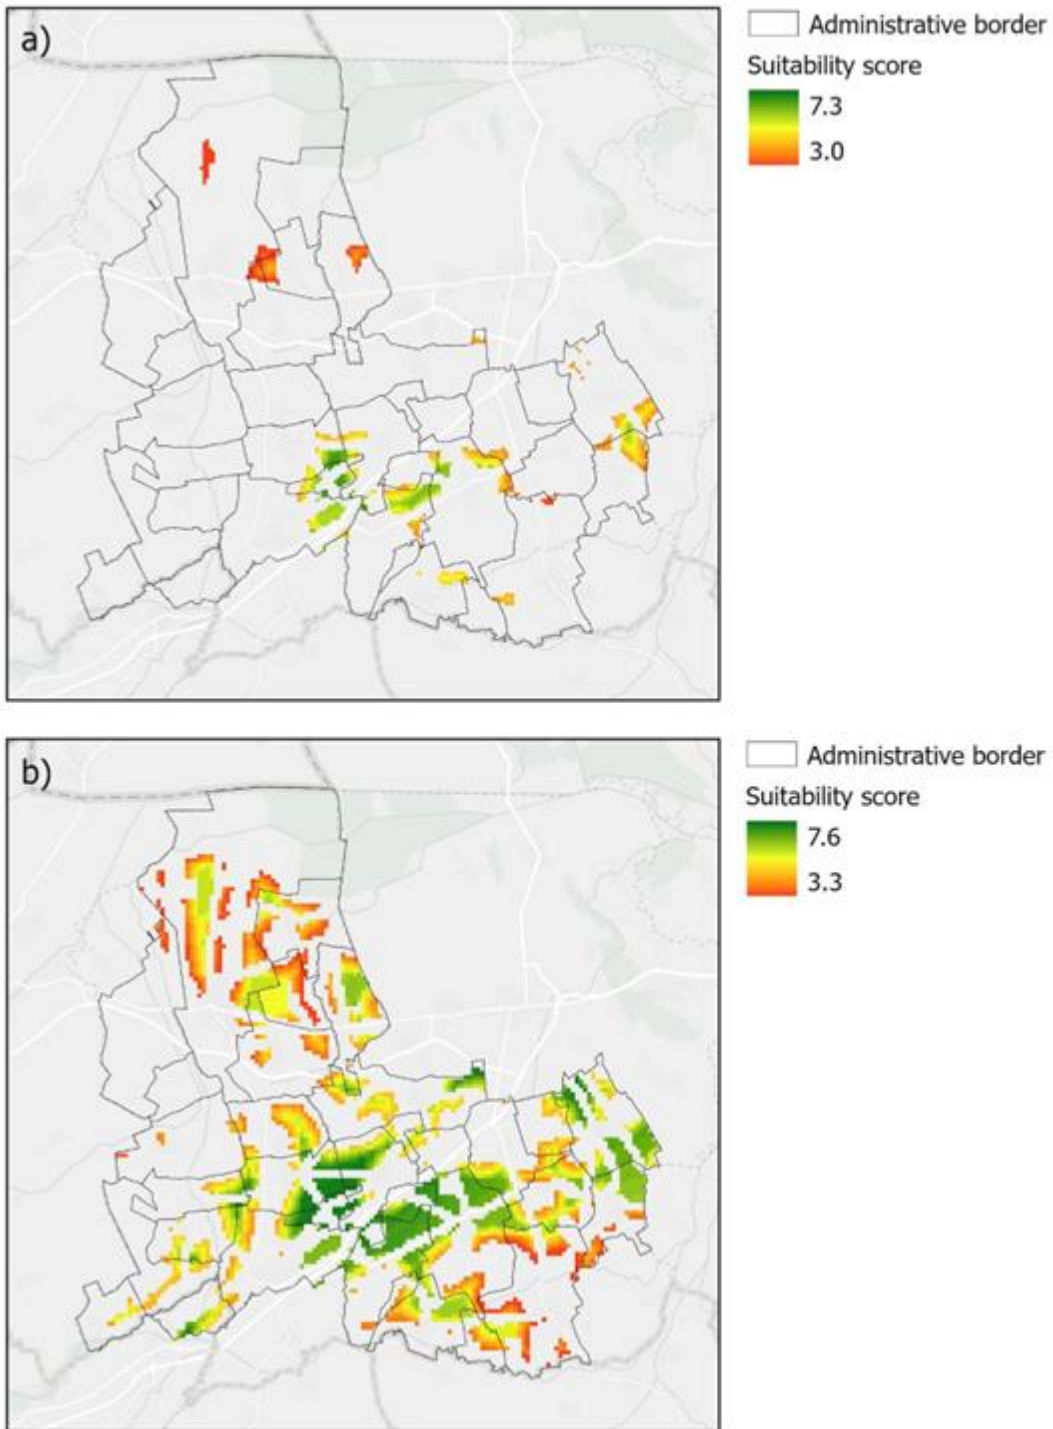 a)
Administrative border
Suitability score
7.3
3.0
b)
Administrative border
Suitability score
7.6
3.3